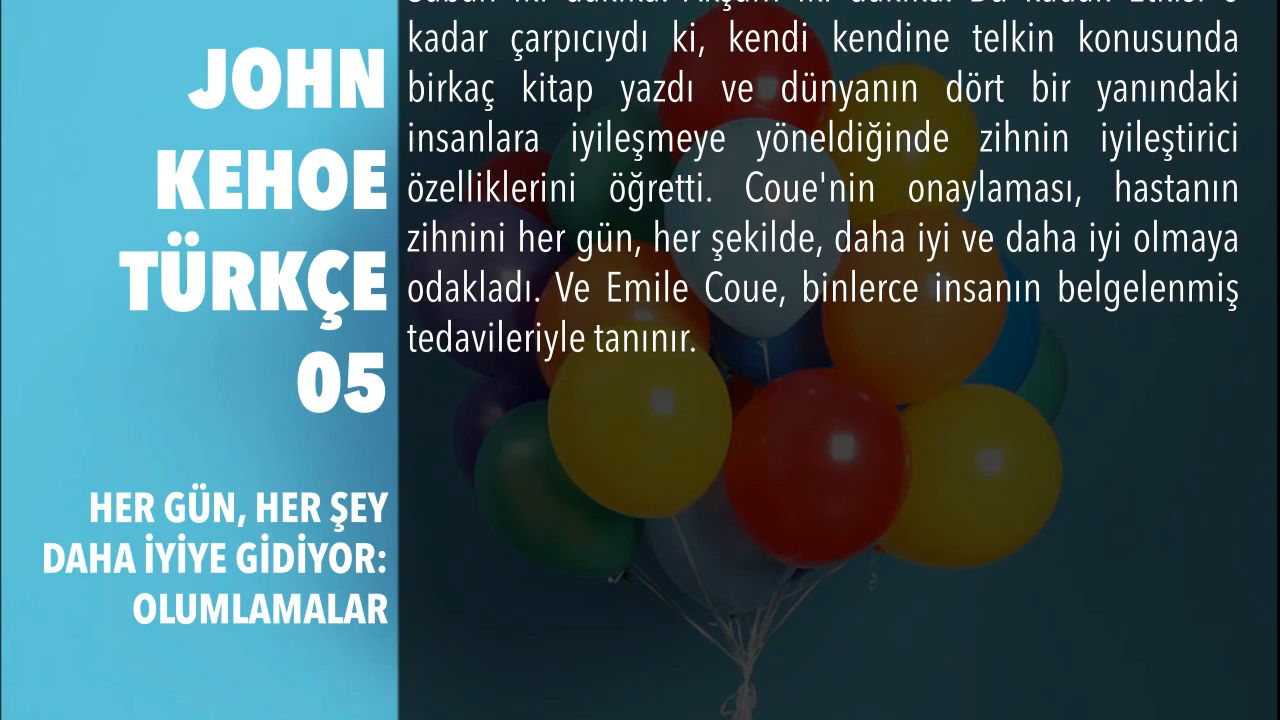 JOHN
KEHOE
TÜRKÇE
05
HER GÜN, HER ŞEY
DAHA İYİYE GİDİYOR:
OLUMLAMALAR
kadar çarpıcıydı ki, kendi kendine telkin konusunda
birkaç kitap yazdı ve dünyanın dört bir yanındaki
insanlara iyileşmeye yöneldiğinde zihnin iyileştirici
özelliklerini öğretti. Coue'nin onaylaması, hastanın
zihnini her gün, her şekilde, daha iyi ve daha iyi olmaya
odakladı. Ve Emile Coue, binlerce insanın belgelenmiş
tedavileriyle tanınır.